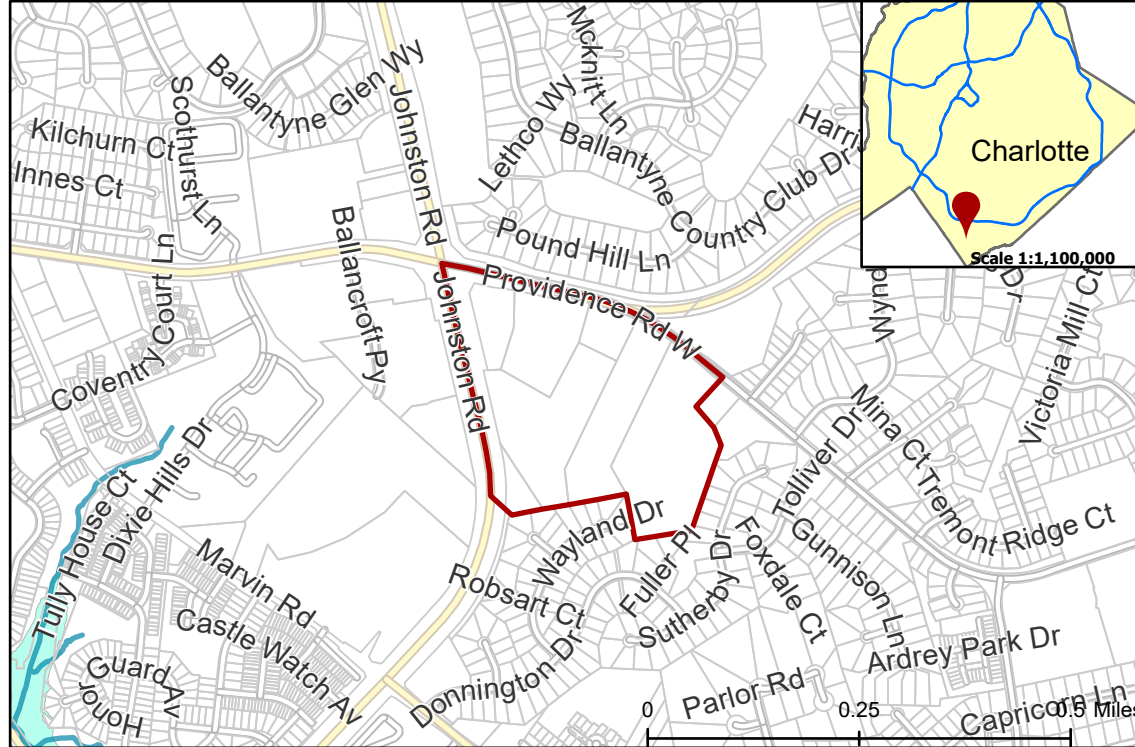 Ballantyne Glen Wy
Scothurst Ln
Kilchurn Ct
Innes Ct
Johnston Rd
Mcknitt Ln
Lethco Wy
Ballantyne Country Club Dr
Charlotte
Scale 1:1,100,000
Pound Hill Ln
Ballancroft Py
Providence Rd W
Johnston Rd
Coventry Court Ln
Victoria Mill Ct
Mina Ct
Tolliver Dr
Tremont Ridge Ct
Dixie Hills Dr
Tully House Ct
Marvin Rd
Castle Watch Av
Wayland Dr
Robsart Ct
Fuller Pl
Sutherby Dr
Foxdale Ct
Gunnison Ln
Donnington Dr
Ardrey Park Dr
Parlor Rd
Capricorn Ln
Honor Guard Av
0
0.25
0.5 Miles